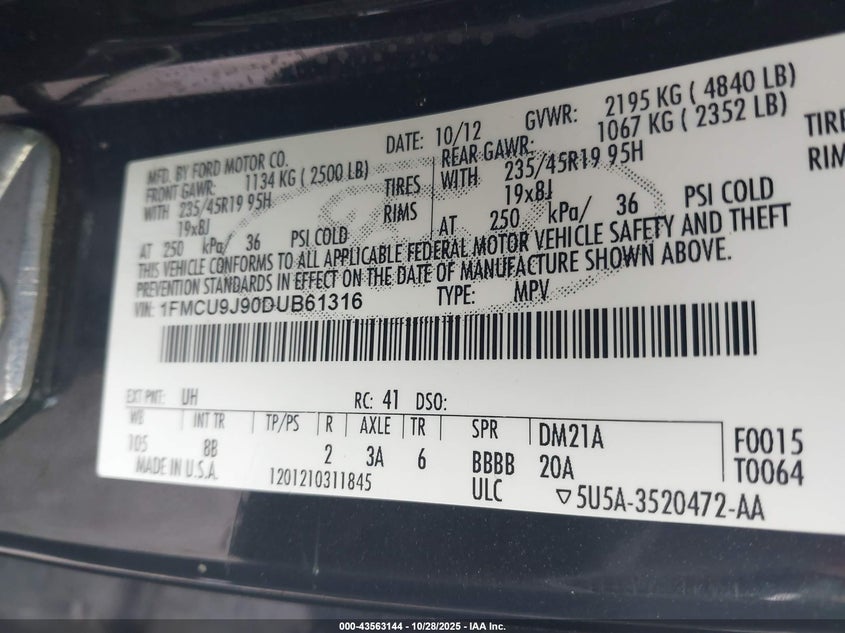 MFD. BY FORD MOTOR CO. DATE: 10/12 GVWR: 2195 KG ( 4840 LB)
FRONT GAWR: 1134 KG ( 2500 LB) REAR GAWR: 1067 KG ( 2352 LB)
WITH 235/45R19 95H TIRES WITH 235/45R19 95H TIRE
19x8J RIMS 19x8J RIM
AT 250 kPa/ 36 PSI COLD AT 250 kPa/ 36 PSI COLD
THIS VEHICLE CONFORMS TO ALL APPLICABLE FEDERAL MOTOR VEHICLE SAFETY AND THEFT
PREVENTION STANDARDS IN EFFECT ON THE DATE OF MANUFACTURE SHOWN ABOVE.
VIN: 1FMCU9J90DUB61316 TYPE: MPV
EXT PNT: UH RC: 41 DSO:
WB INT TR TP/PS R AXLE TR SPR DM21A F0015
105 8B 2 3A 6 BBBB 20A T0064
MADE IN U.S.A. 1201210311845 ULC ▽5U5A-3520472-AA
000-43563144 | 10/28/2025 - IAA Inc.